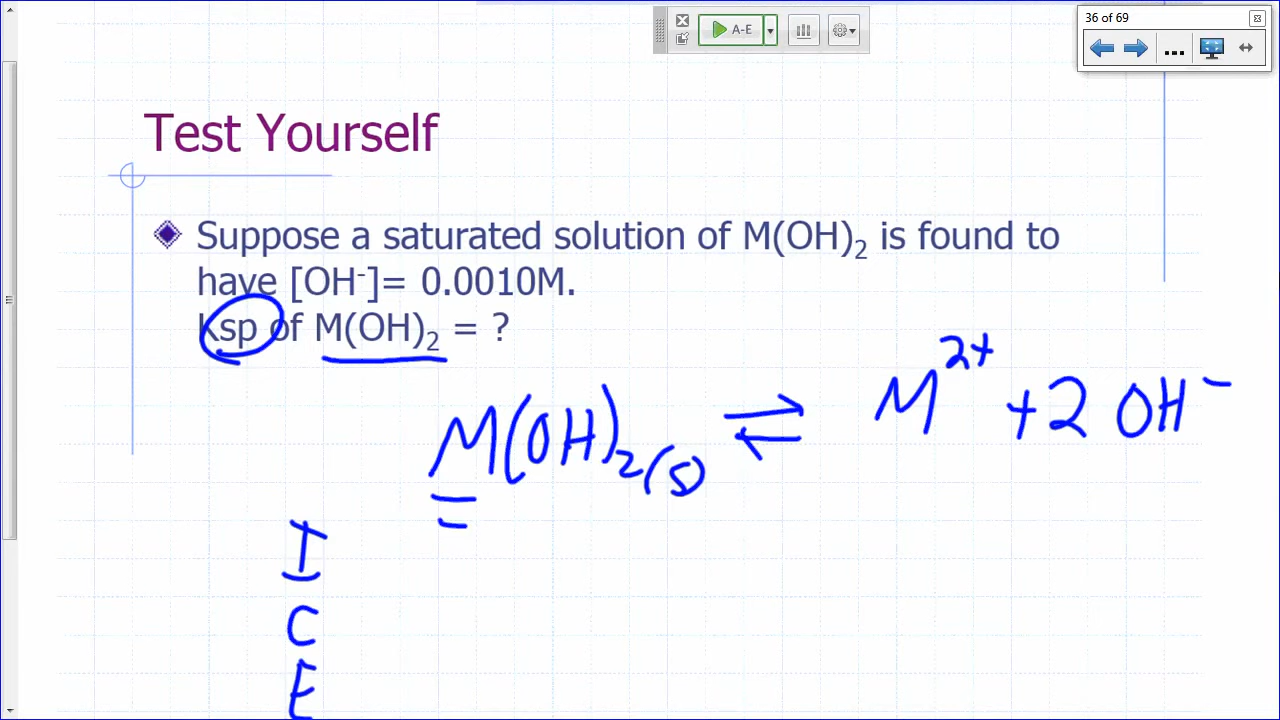 A-E
36 of 69
Test Yourself
Suppose a saturated solution of M(OH)₂ is found to
have [OH⁻]= 0.0010M.
Ksp of M(OH)₂ = ?
M(OH)₂(s) ⇌ M²⁺ + 2 OH⁻
I
C
E